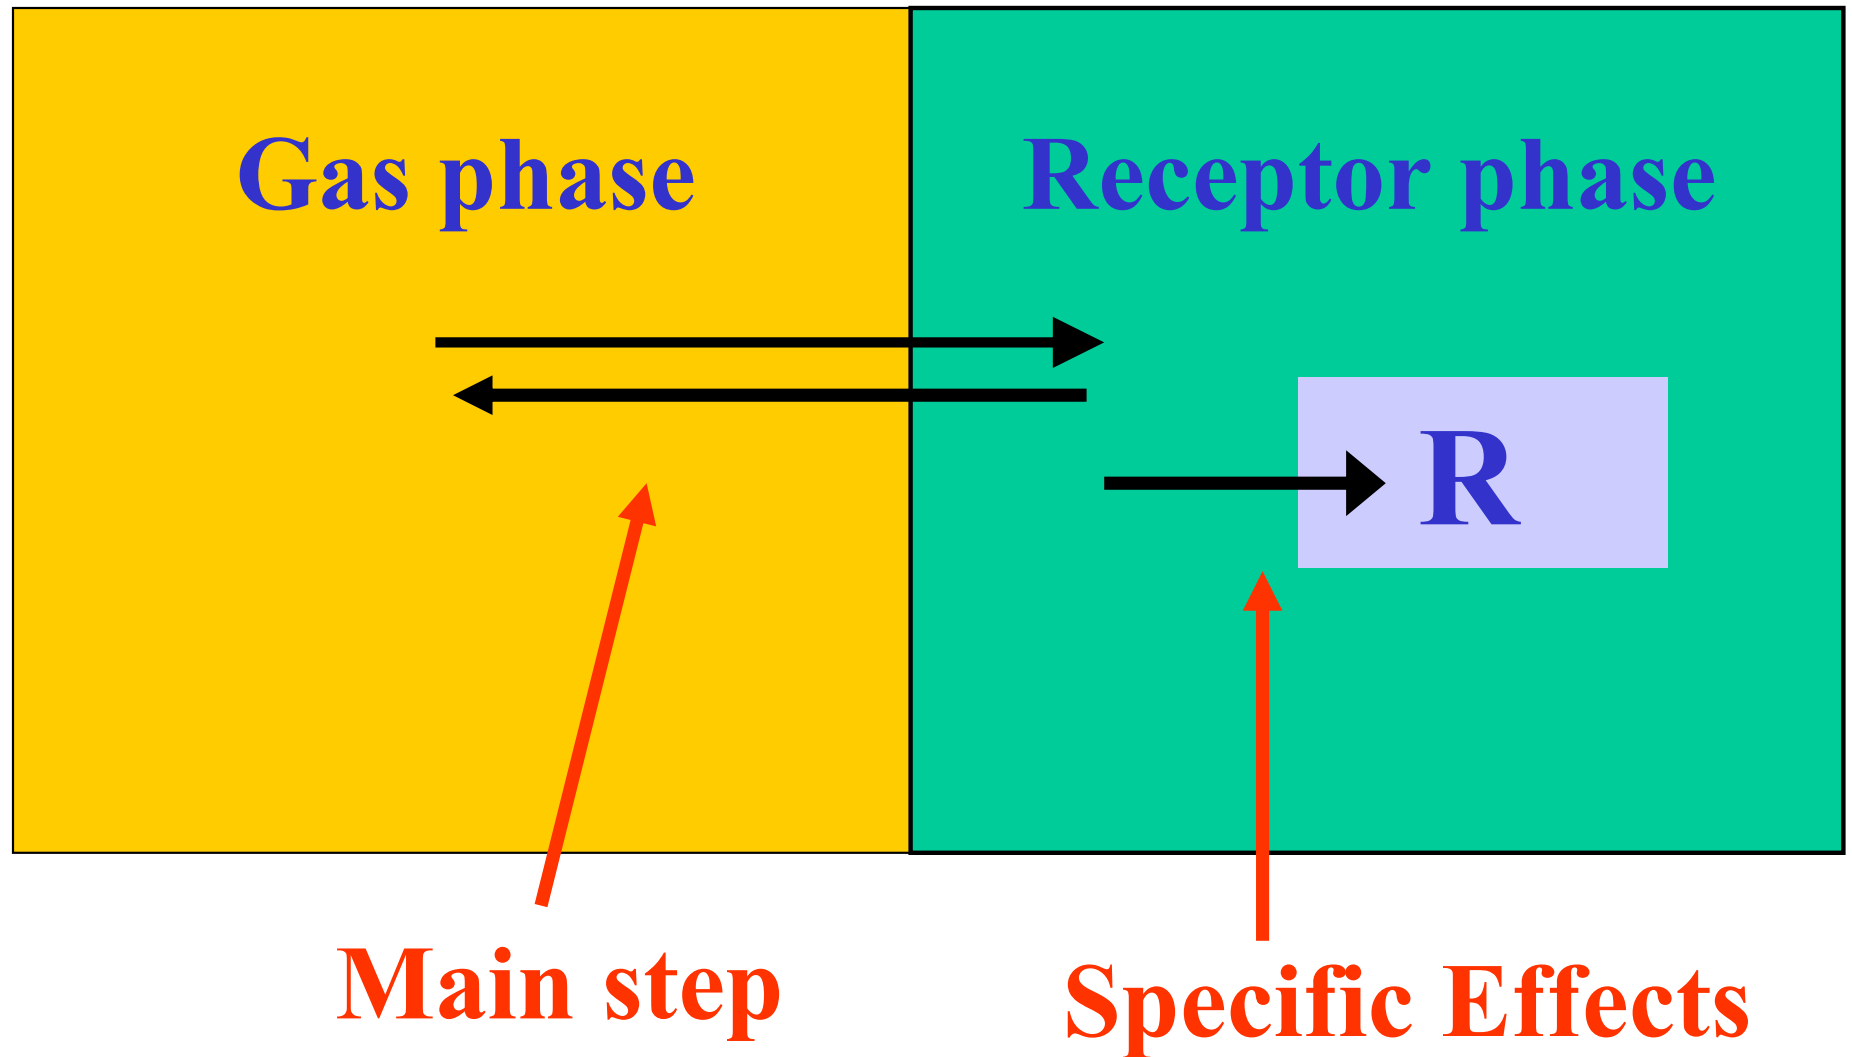 Gas phase
Receptor phase
R
Main step
Specific Effects